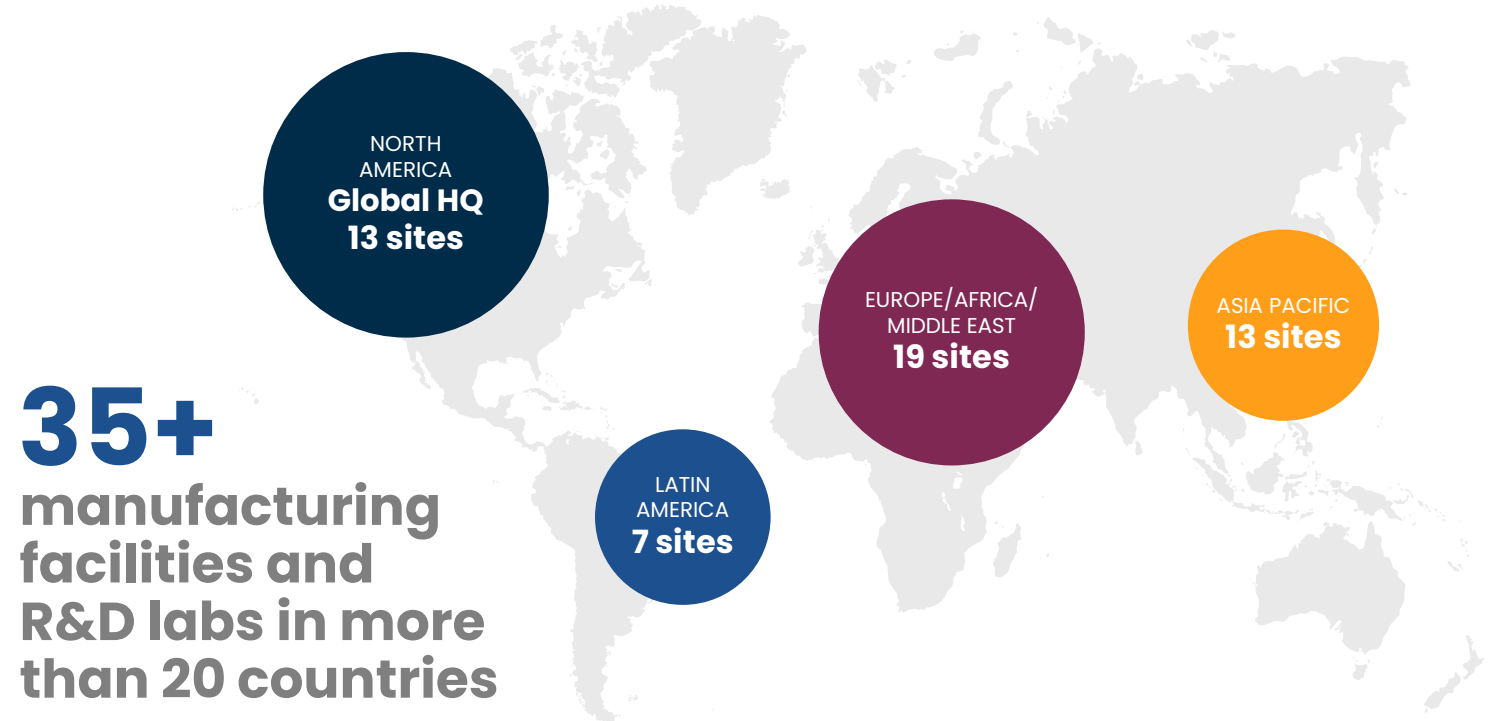 NORTH
AMERICA
Global HQ
13 sites
EUROPE/AFRICA/
MIDDLE EAST
19 sites
ASIA PACIFIC
13 sites
LATIN
AMERICA
7 sites
35+
manufacturing
facilities and
R&D labs in more
than 20 countries